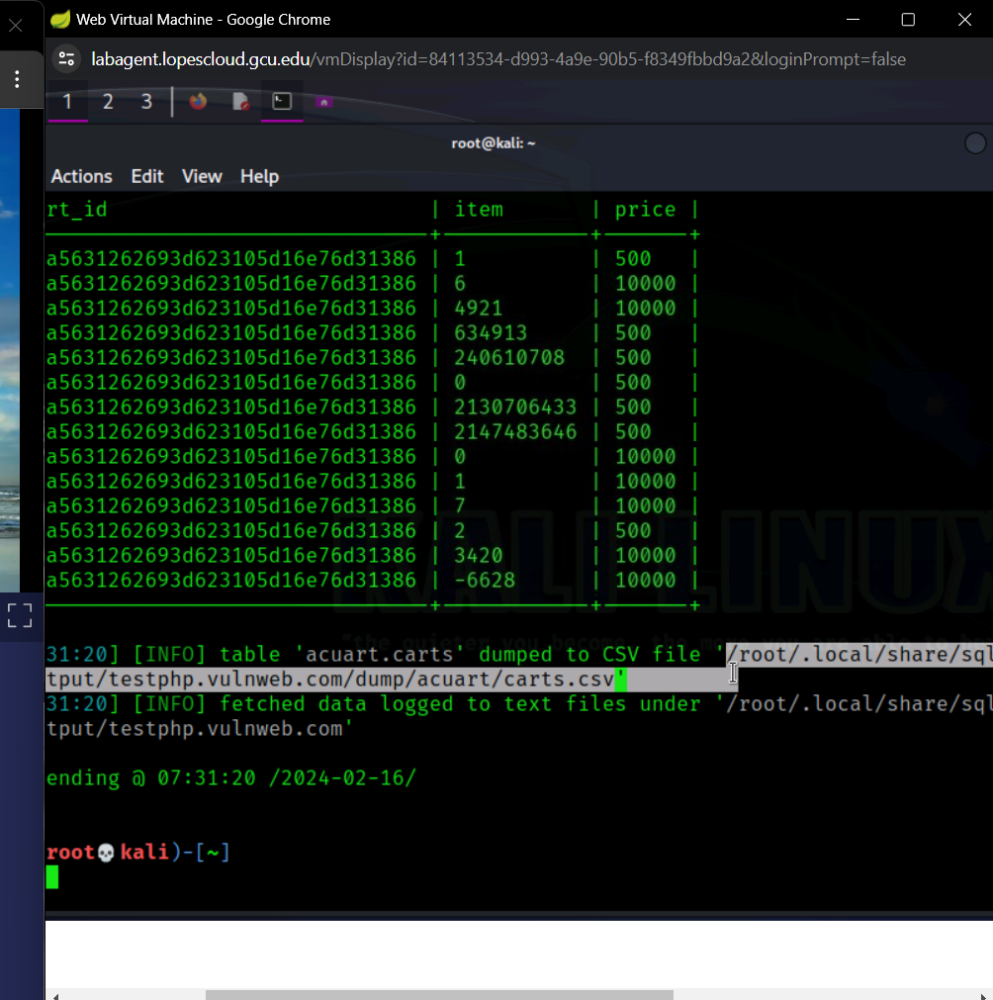 Web Virtual Machine - Google Chrome
labagent.lopescloud.gcu.edu/vmDisplay?id=84113534-d993-4a9e-90b5-f8349fbbd9a2&loginPrompt=false
1 2 3
root@kali: ~
Actions Edit View Help
rt_id | item | price |
a5631262693d623105d16e76d31386 | 1 | 500 |
a5631262693d623105d16e76d31386 | 6 | 10000 |
a5631262693d623105d16e76d31386 | 4921 | 10000 |
a5631262693d623105d16e76d31386 | 634913 | 500 |
a5631262693d623105d16e76d31386 | 240610708 | 500 |
a5631262693d623105d16e76d31386 | 0 | 500 |
a5631262693d623105d16e76d31386 | 2130706433 | 500 |
a5631262693d623105d16e76d31386 | 2147483646 | 500 |
a5631262693d623105d16e76d31386 | 0 | 10000 |
a5631262693d623105d16e76d31386 | 1 | 10000 |
a5631262693d623105d16e76d31386 | 7 | 10000 |
a5631262693d623105d16e76d31386 | 2 | 500 |
a5631262693d623105d16e76d31386 | 3420 | 10000 |
a5631262693d623105d16e76d31386 | -6628 | 10000 |
KALI LINUX
31:20] [INFO] table 'acuart.carts' dumped to CSV file '/root/.local/share/sql
tput/testphp.vulnweb.com/dump/acuart/carts.csv'
31:20] [INFO] fetched data logged to text files under '/root/.local/share/sql
tput/testphp.vulnweb.com'
ending @ 07:31:20 /2024-02-16/
root💀kali)-[~]